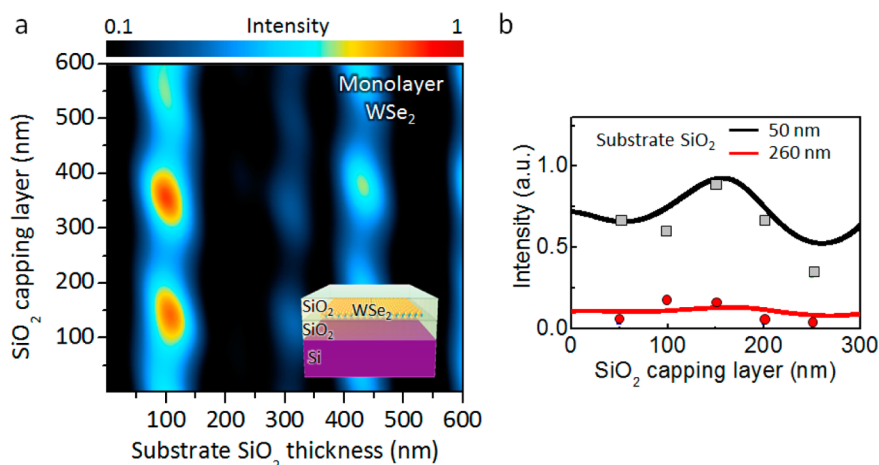 a
0.1 Intensity 1
600
500
400
300
200
100
SiO2 capping layer (nm)
Monolayer
WSe2
SiO2
WSe2
SiO2
Si
100 200 300 400 500 600
Substrate SiO2 thickness (nm)
b
Substrate SiO2
50 nm
260 nm
1.0
0.5
0.0
Intensity (a.u.)
0 100 200 300
SiO2 capping layer (nm)